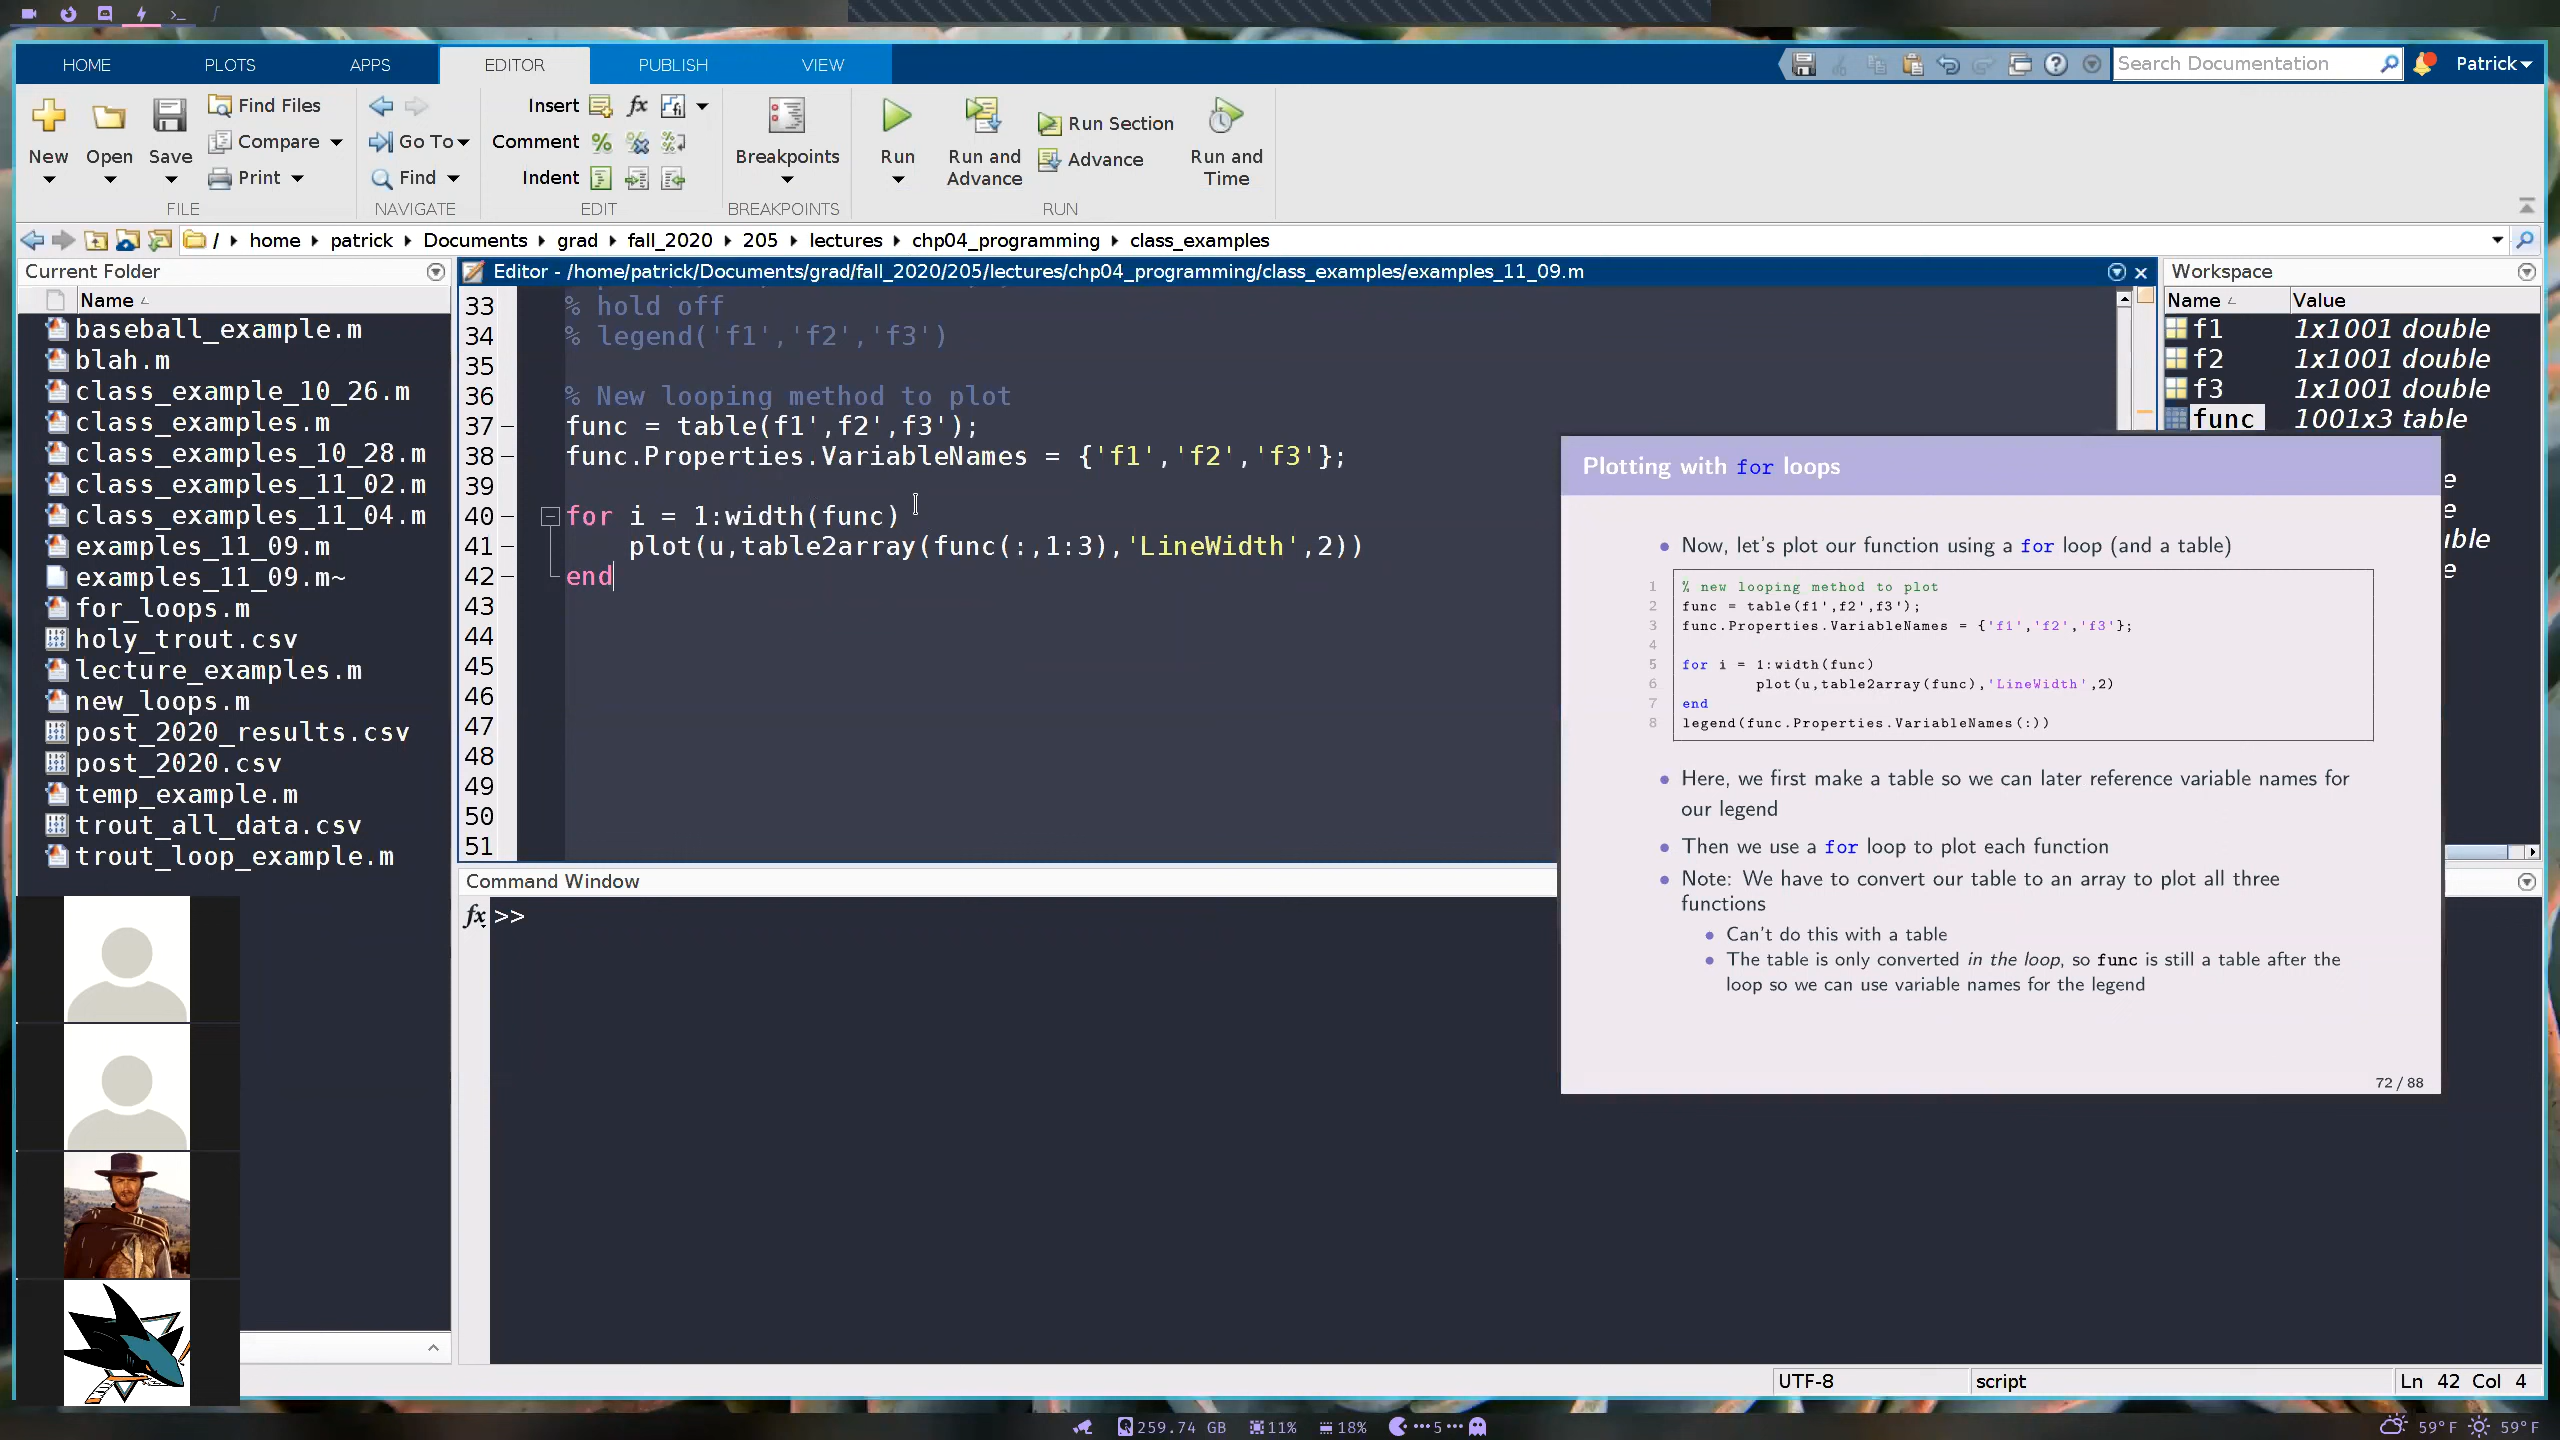 HOME
PLOTS
APPS
EDITOR
PUBLISH
VIEW
Search Documentation
Patrick
New
Open
Save
Find Files
Compare
Print
FILE
Go To
Find
NAVIGATE
Insert
Comment
Indent
EDIT
Breakpoints
BREAKPOINTS
Run
Run and Advance
Run Section
Advance
Run and Time
RUN
/ home patrick Documents grad fall_2020 205 lectures chp04_programming class_examples
Current Folder
Name
baseball_example.m
blah.m
class_example_10_26.m
class_examples.m
class_examples_10_28.m
class_examples_11_02.m
class_examples_11_04.m
examples_11_09.m
examples_11_09.m~
for_loops.m
holy_trout.csv
lecture_examples.m
new_loops.m
post_2020_results.csv
post_2020.csv
temp_example.m
trout_all_data.csv
trout_loop_example.m
Editor - /home/patrick/Documents/grad/fall_2020/205/lectures/chp04_programming/class_examples/examples_11_09.m
33 % hold off
34 % legend('f1','f2','f3')
35
36 % New looping method to plot
37 func = table(f1',f2',f3');
38 func.Properties.VariableNames = {'f1','f2','f3'};
39
40 for i = 1:width(func)
41 plot(u,table2array(func(:,1:3),'LineWidth',2))
42 end
43
44
45
46
47
48
49
50
51
Command Window
fx >>
Workspace
Name Value
f1 1x1001 double
f2 1x1001 double
f3 1x1001 double
func 1001x3 table
Plotting with for loops
Now, let's plot our function using a for loop (and a table)
1 % new looping method to plot
2 func = table(f1',f2',f3');
3 func.Properties.VariableNames = {'f1','f2','f3'};
4
5 for i = 1:width(func)
6 plot(u,table2array(func),'LineWidth',2)
7 end
8 legend(func.Properties.VariableNames(:))
Here, we first make a table so we can later reference variable names for
our legend
Then we use a for loop to plot each function
Note: We have to convert our table to an array to plot all three
functions
Can't do this with a table
The table is only converted in the loop, so func is still a table after the
loop so we can use variable names for the legend
72 / 88
UTF-8
script
Ln 42 Col 4
259.74 GB
11%
18%
5
59°F
59°F